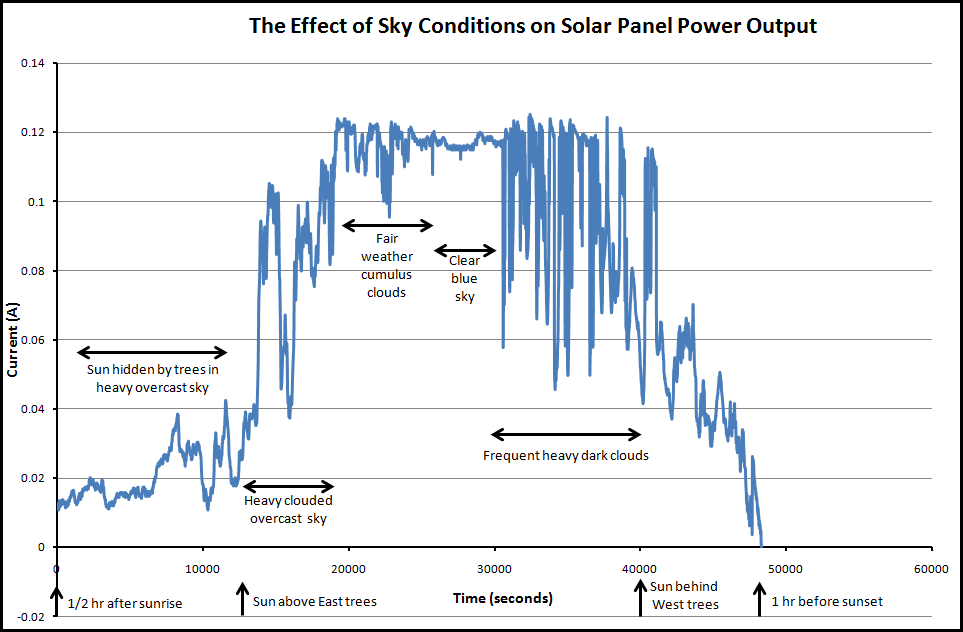 The Effect of Sky Conditions on Solar Panel Power Output
0.14
0.12
0.1
0.08
0.06
0.04
0.02
0
-0.02
Current (A)
Fair
weather
cumulus
clouds
Clear
blue
sky
Sun hidden by trees in
heavy overcast sky
Frequent heavy dark clouds
Heavy clouded
overcast sky
0 10000 20000 30000 40000 50000 60000
1/2 hr after sunrise
Sun above East trees
Time (seconds)
Sun behind
West trees
1 hr before sunset